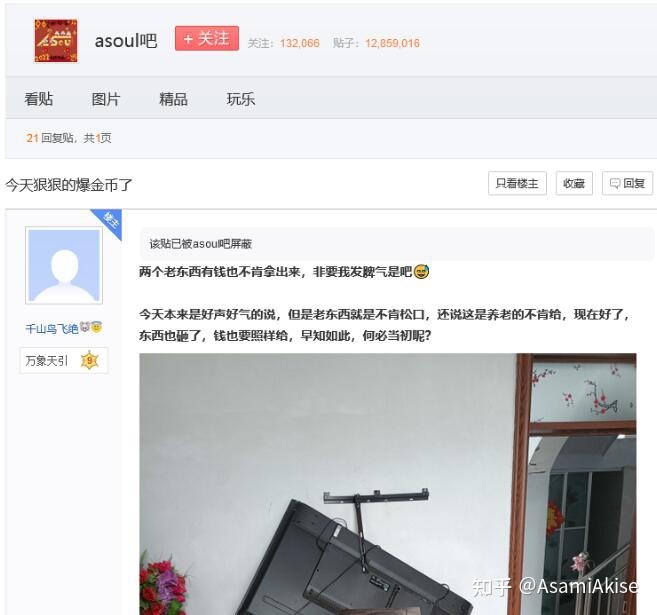 asoul吧
+ 关注
关注：132,066 贴子：12,859,016
看贴 图片 精品 玩乐
21 回复贴，共1页
今天狠狠的爆金币了
只看楼主 收藏 回复
楼主
该贴已被asoul吧屏蔽
两个老东西有钱也不肯拿出来，非要我发脾气是吧😅
今天本来是好声好气的说，但是老东西就是不肯松口，还说这是养老的不肯给，现在好了，
东西也砸了，钱也要照样给，早知如此，何必当初呢？
千山鸟飞绝
万象天引 9
知乎 @AsamiAkise